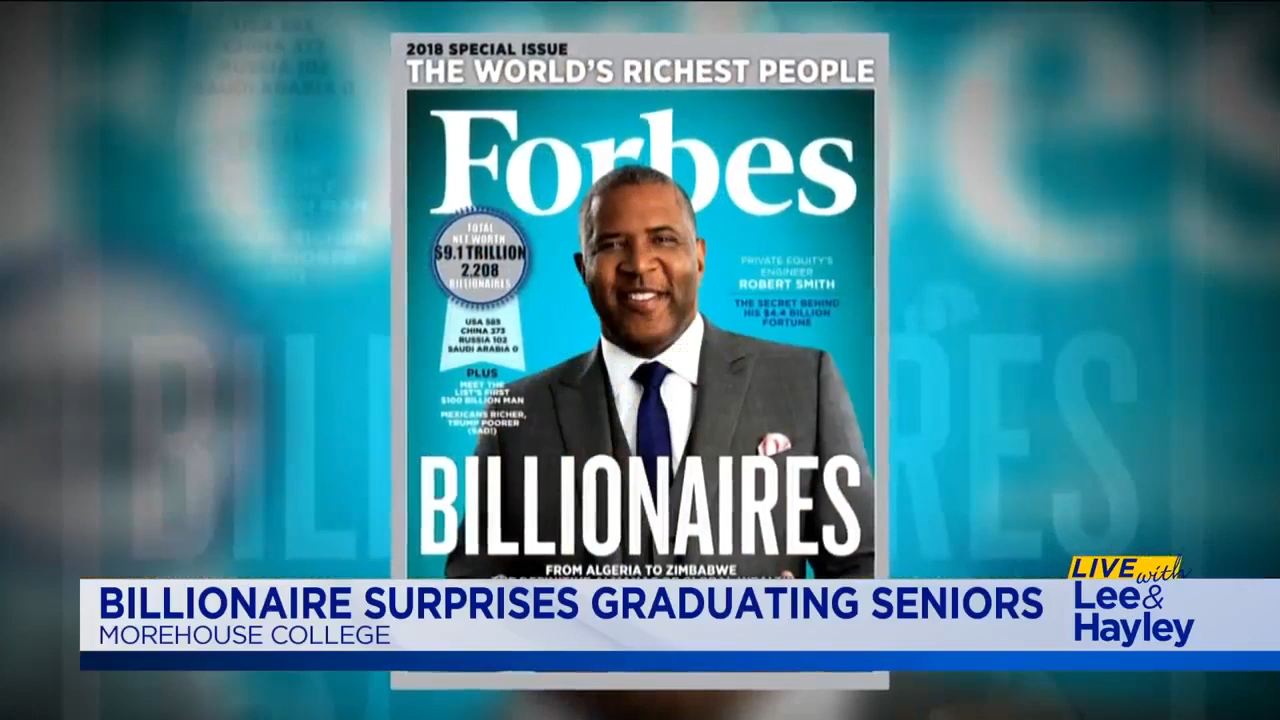 2018 SPECIAL ISSUE
THE WORLD'S RICHEST PEOPLE
Forbes
TOTAL
NET WORTH
$9.1 TRILLION
2,208
BILLIONAIRES
USA 585
CHINA 373
RUSSIA 102
SAUDI ARABIA 0
PLUS
MEET THE
LIST'S FIRST
$100 BILLION MAN
MEXICANS RICHER,
TRUMP POORER
(SAD!)
PRIVATE EQUITY'S
ENGINEER
ROBERT SMITH
THE SECRET BEHIND
HIS $4.4 BILLION
FORTUNE
BILLIONAIRES
FROM ALGERIA TO ZIMBABWE
BILLIONAIRE SURPRISES GRADUATING SENIORS
MOREHOUSE COLLEGE
LIVE with
Lee &
Hayley